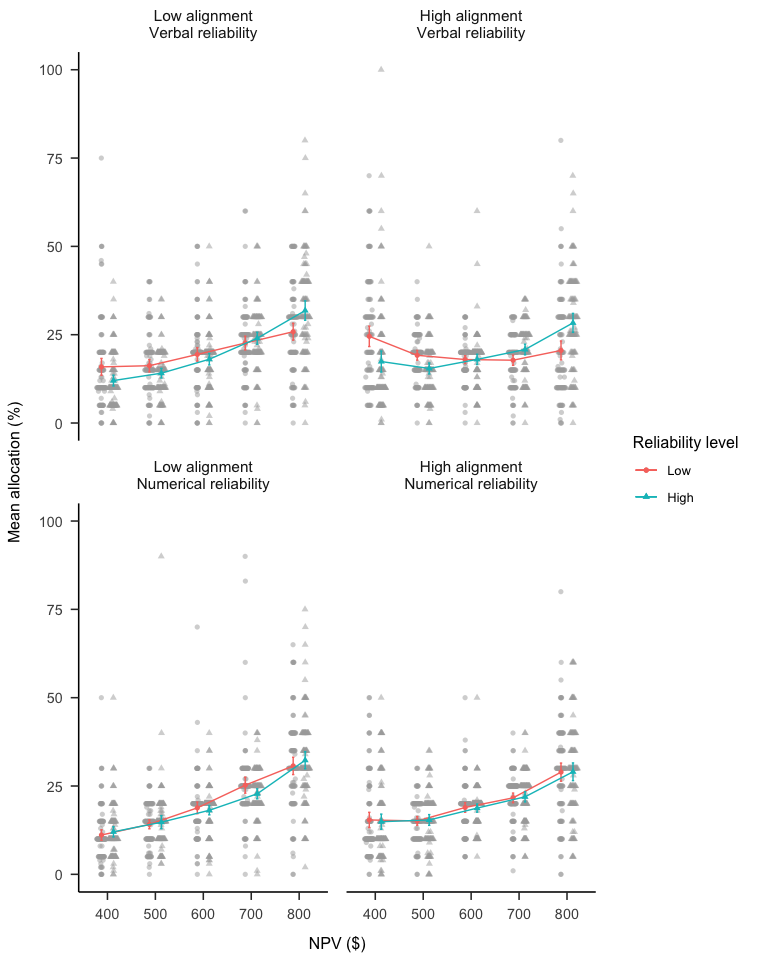 Low alignment
Verbal reliability
High alignment
Verbal reliability
100
75
50
25
0
Mean allocation (%)
Low alignment
Numerical reliability
High alignment
Numerical reliability
100
75
50
25
0
400 500 600 700 800
400 500 600 700 800
NPV ($)
Reliability level
Low
High